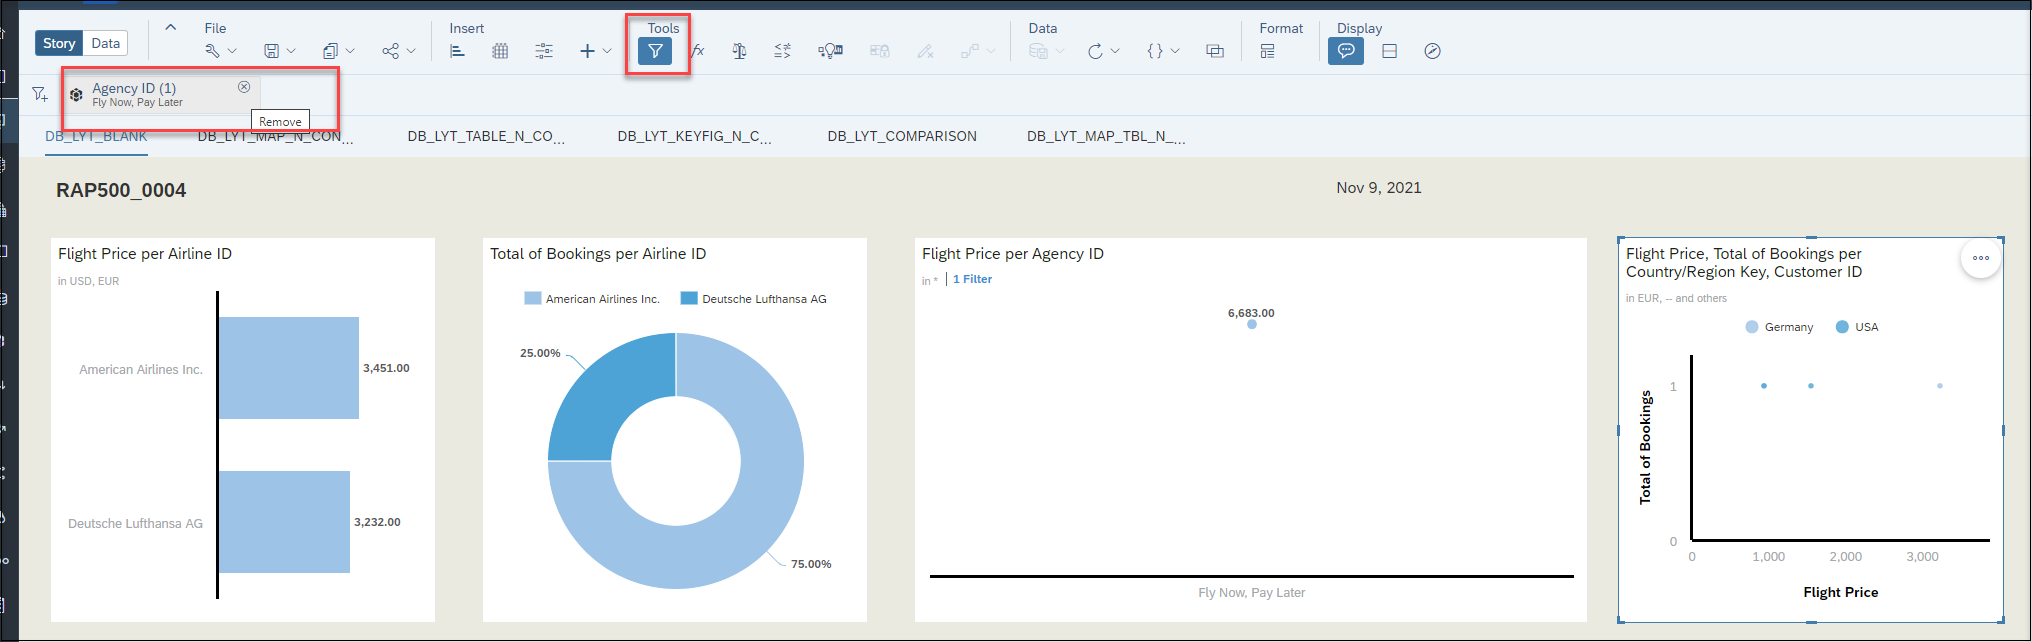 File
Insert
Tools
Data
Format
Display
Story
Data
fx
Agency ID (1)
Fly Now, Pay Later
Remove
DB_LYT_BLANK
DB_LYT_MAP_N_CON...
DB_LYT_TABLE_N_CO...
DB_LYT_KEYFIG_N_C...
DB_LYT_COMPARISON
DB_LYT_MAP_TBL_N_...
RAP500_0004
Nov 9, 2021
Flight Price per Airline ID
in USD, EUR
American Airlines Inc.
3,451.00
Deutsche Lufthansa AG
3,232.00
Total of Bookings per Airline ID
American Airlines Inc.
Deutsche Lufthansa AG
25.00%
75.00%
Flight Price per Agency ID
in * | 1 Filter
6,683.00
Fly Now, Pay Later
Flight Price, Total of Bookings per
Country/Region Key, Customer ID
in EUR, -- and others
Germany
USA
Total of Bookings
1
0
0
1,000
2,000
3,000
Flight Price